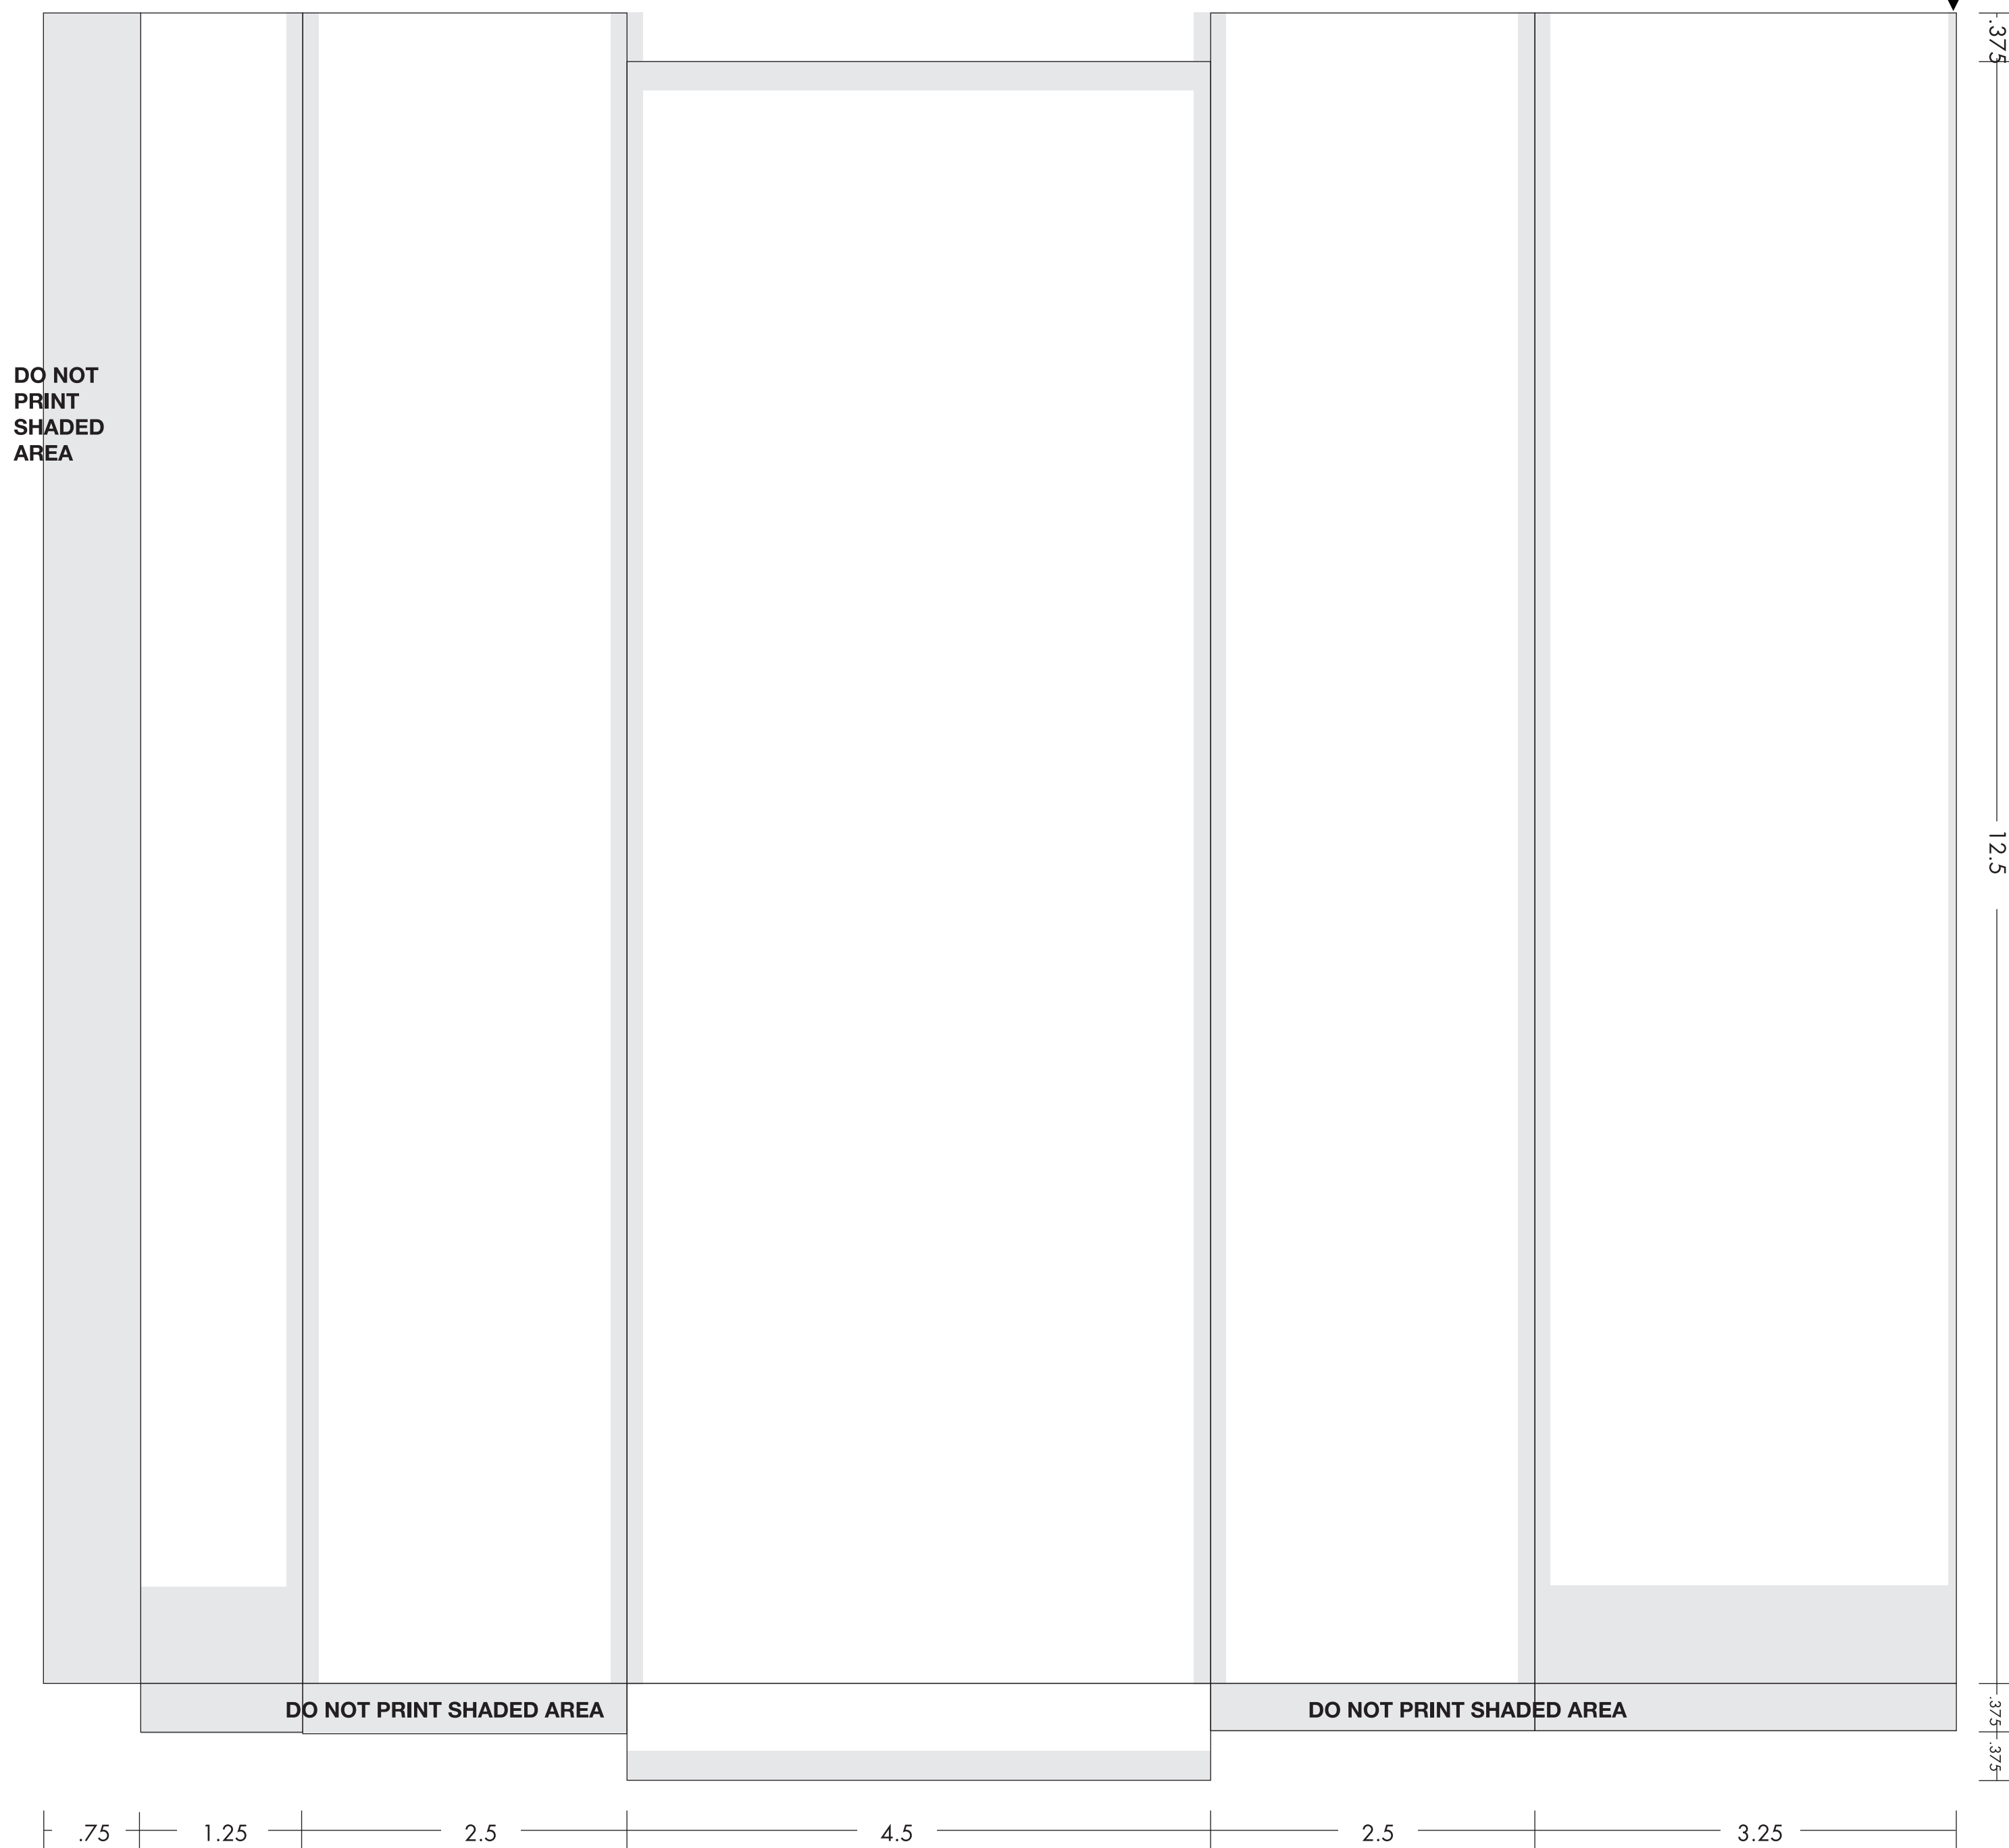 .375
DO NOT
PRINT
SHADED
AREA
12.5
DO NOT PRINT SHADED AREA
DO NOT PRINT SHADED AREA
.375
.375
.75
1.25
2.5
4.5
2.5
3.25